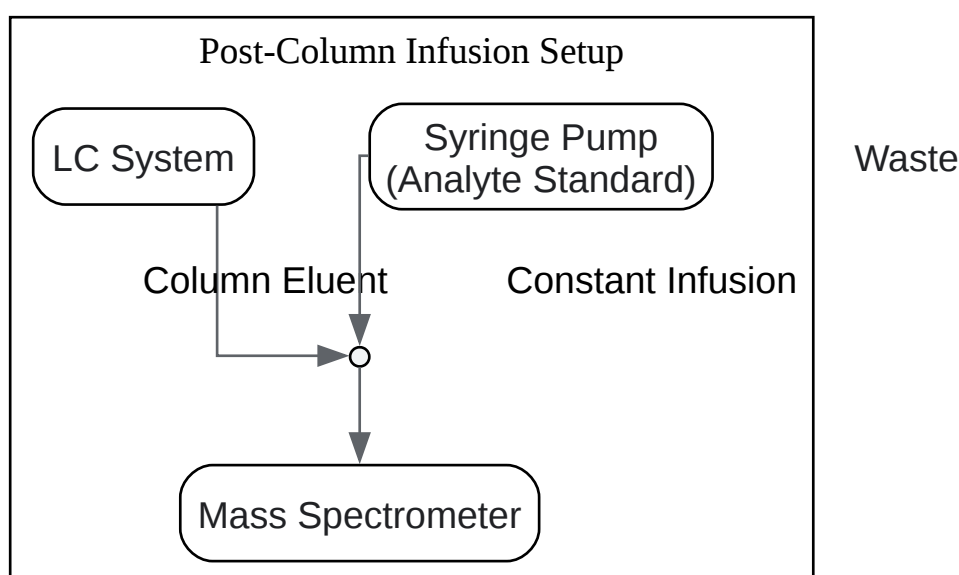 Post-Column Infusion Setup
LC System
Syringe Pump
(Analyte Standard)
Waste
Column Eluent
Constant Infusion
Mass Spectrometer